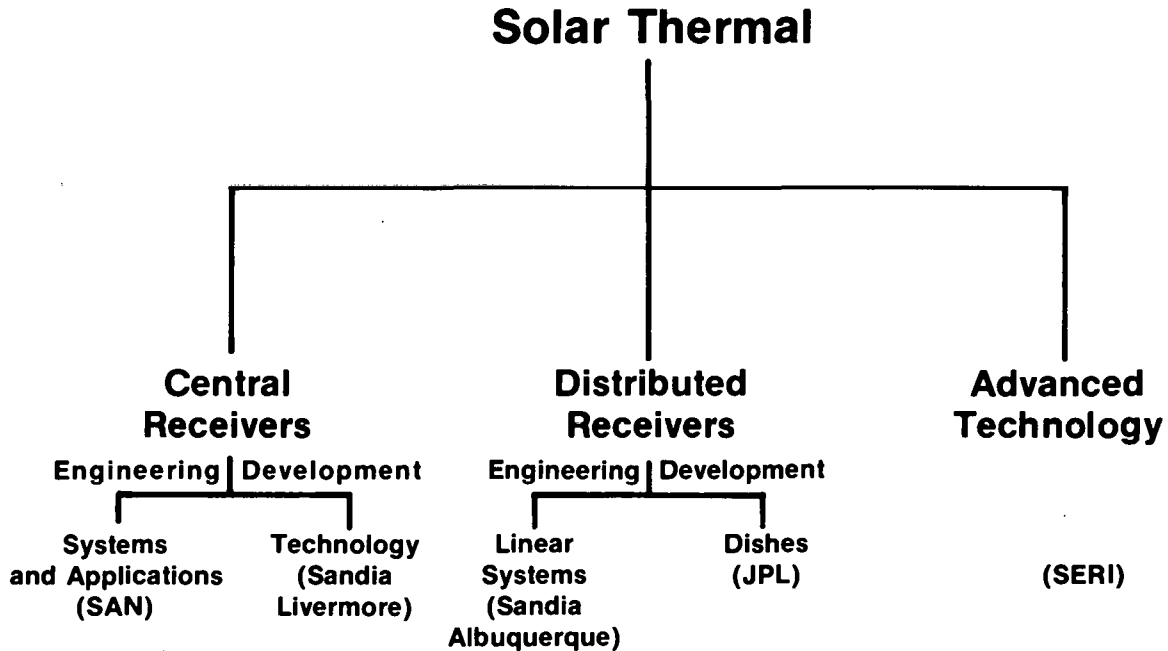 Solar Thermal
Central
Receivers
Engineering Development
Systems
and Applications
(SAN)
Technology
(Sandia
Livermore)
Distributed
Receivers
Engineering Development
Linear
Systems
(Sandia
Albuquerque)
Dishes
(JPL)
Advanced
Technology
(SERI)